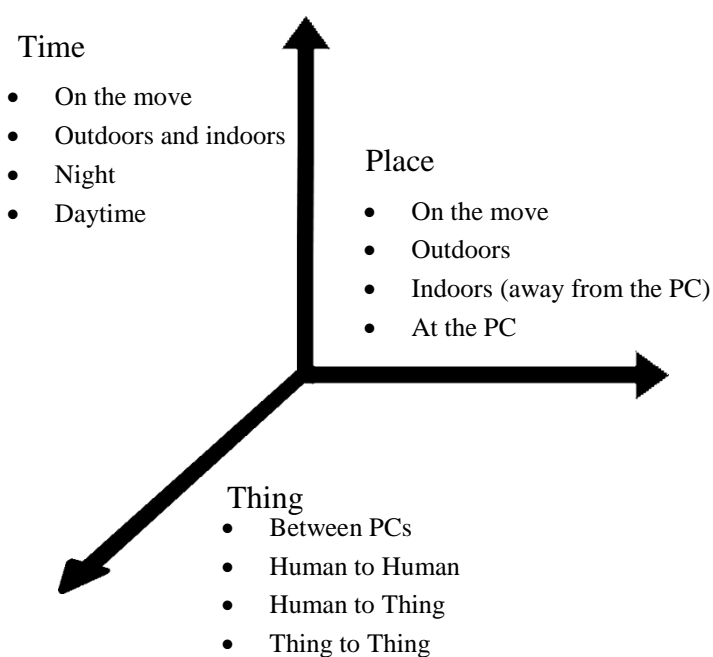 Time
• On the move
• Outdoors and indoors
• Night
• Daytime
Place
• On the move
• Outdoors
• Indoors (away from the PC)
• At the PC
Thing
• Between PCs
• Human to Human
• Human to Thing
• Thing to Thing